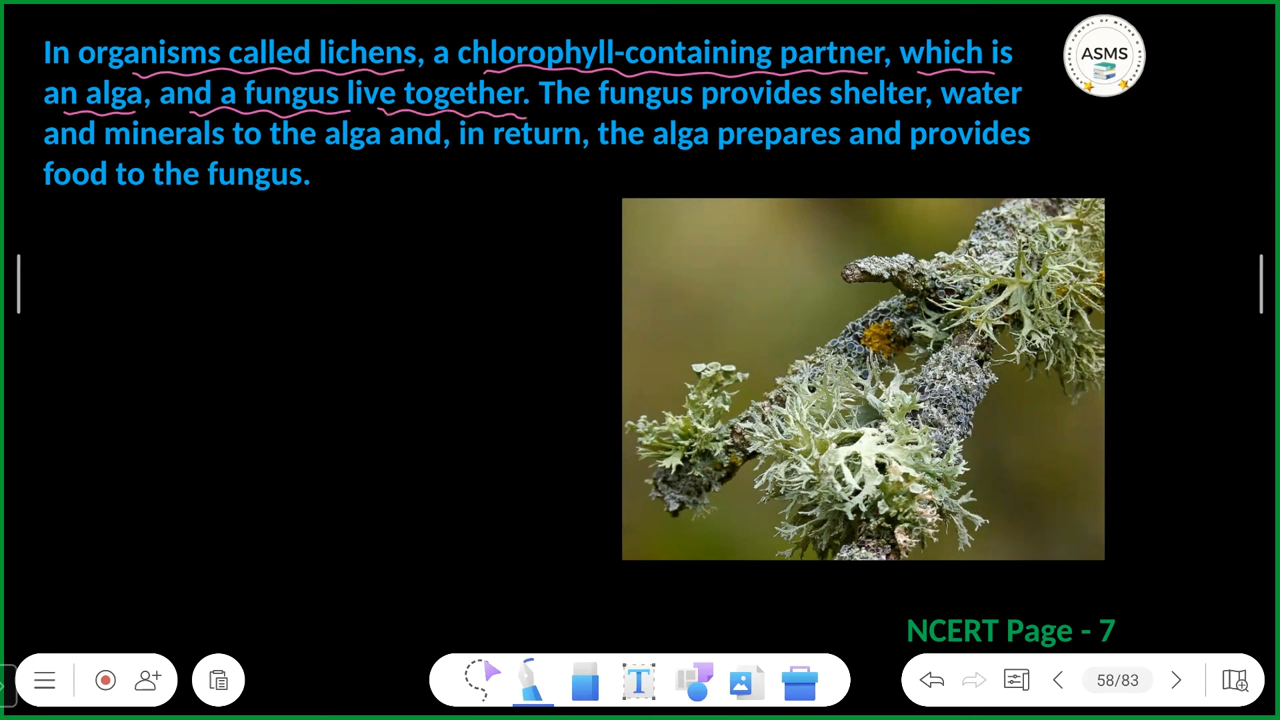 In organisms called lichens, a chlorophyll-containing partner, which is
an alga, and a fungus live together. The fungus provides shelter, water
and minerals to the alga and, in return, the alga prepares and provides
food to the fungus.
ASMS
NCERT Page - 7
T
58/83